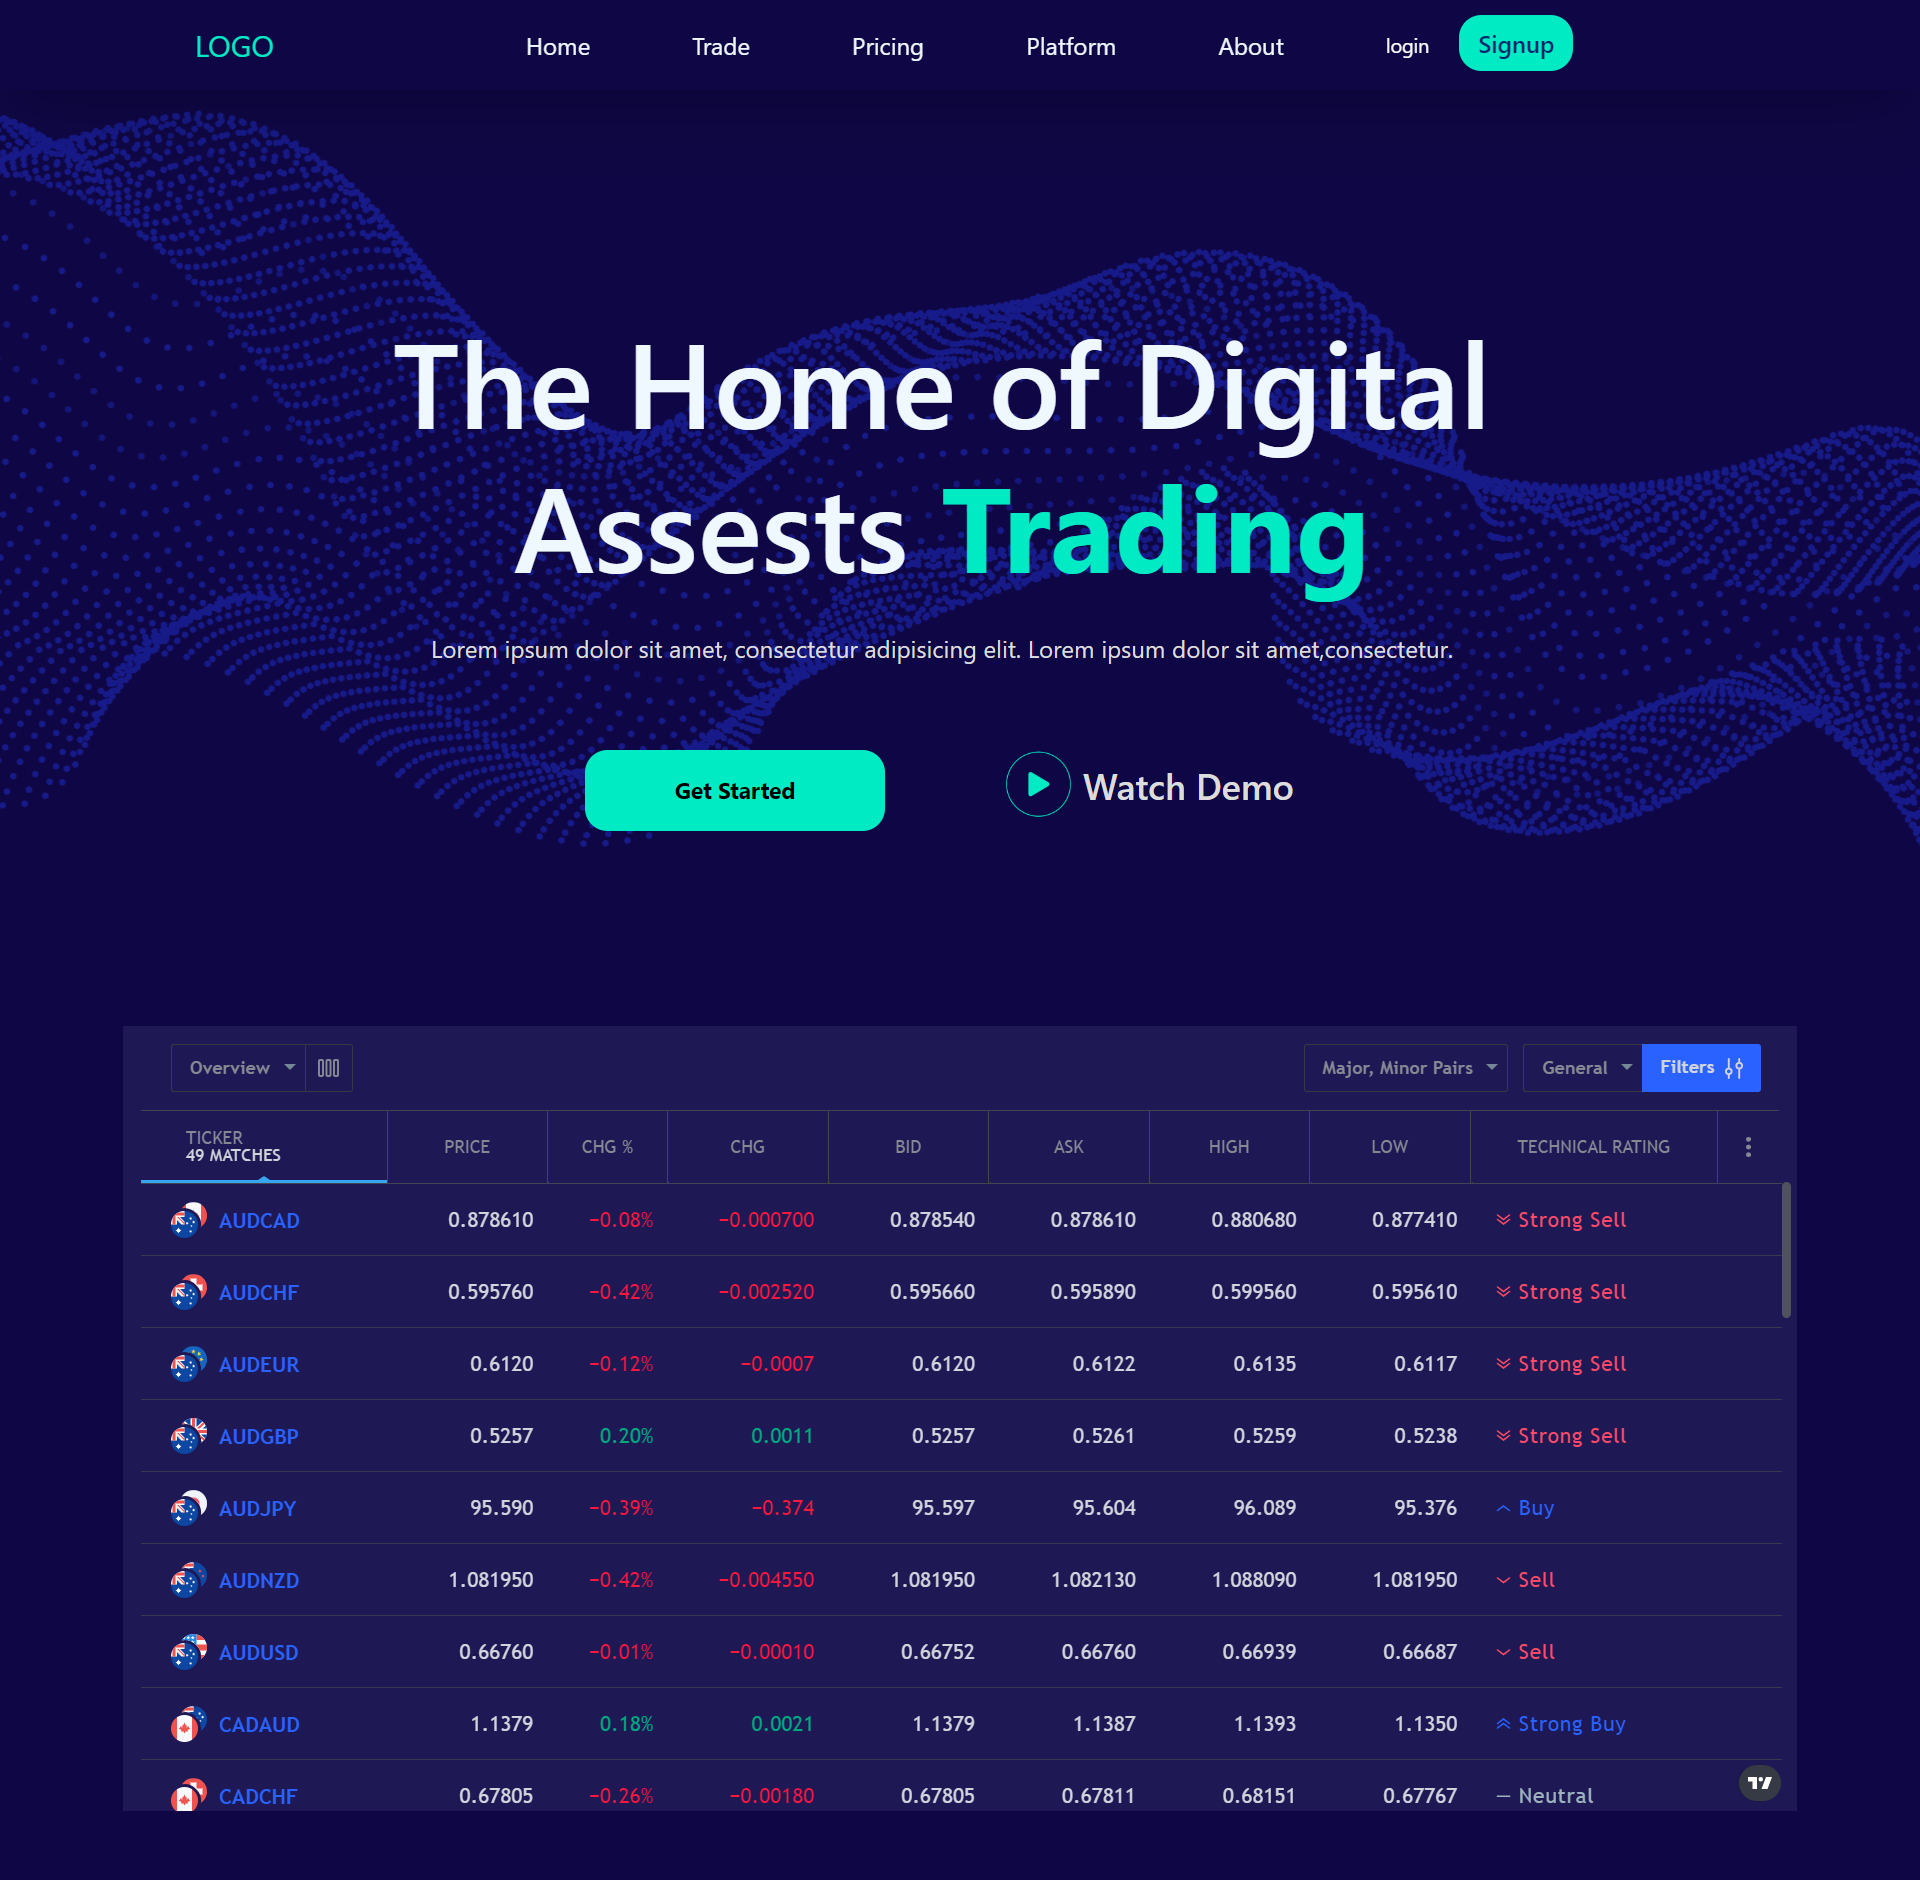 LOGO Home Trade Pricing Platform About login Signup
The Home of Digital
Assests Trading
Lorem ipsum dolor sit amet, consectetur adipisicing elit. Lorem ipsum dolor sit amet,consectetur.
Get Started Watch Demo
Overview Major, Minor Pairs General Filters
TICKER
49 MATCHES PRICE CHG % CHG BID ASK HIGH LOW TECHNICAL RATING
AUDCAD 0.878610 −0.08% −0.000700 0.878540 0.878610 0.880680 0.877410 Strong Sell
AUDCHF 0.595760 −0.42% −0.002520 0.595660 0.595890 0.599560 0.595610 Strong Sell
AUDEUR 0.6120 −0.12% −0.0007 0.6120 0.6122 0.6135 0.6117 Strong Sell
AUDGBP 0.5257 0.20% 0.0011 0.5257 0.5261 0.5259 0.5238 Strong Sell
AUDJPY 95.590 −0.39% −0.374 95.597 95.604 96.089 95.376 Buy
AUDNZD 1.081950 −0.42% −0.004550 1.081950 1.082130 1.088090 1.081950 Sell
AUDUSD 0.66760 −0.01% −0.00010 0.66752 0.66760 0.66939 0.66687 Sell
CADAUD 1.1379 0.18% 0.0021 1.1379 1.1387 1.1393 1.1350 Strong Buy
CADCHF 0.67805 −0.26% −0.00180 0.67805 0.67811 0.68151 0.67767 Neutral